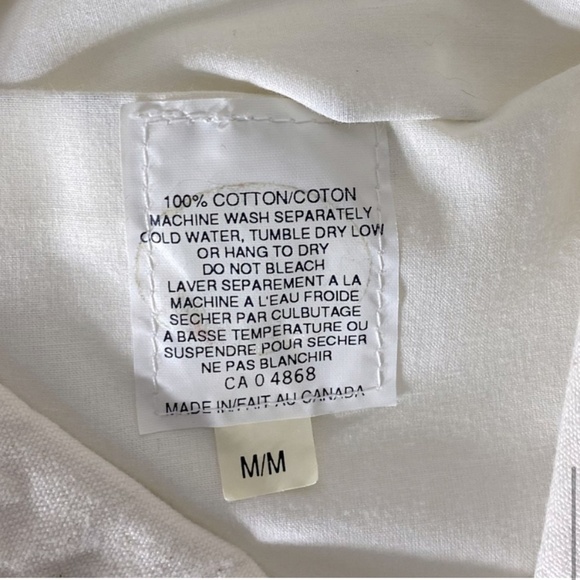 100% COTTON/COTON
MACHINE WASH SEPARATELY
COLD WATER, TUMBLE DRY LOW
OR HANG TO DRY
DO NOT BLEACH
LAVER SEPAREMENT A LA
MACHINE A L'EAU FROIDE
SECHER PAR CULBUTAGE
A BASSE TEMPERATURE OU
SUSPENDRE POUR SECHER
NE PAS BLANCHIR
CA 0 4868
MADE IN/FAIT AU CANADA
M/M